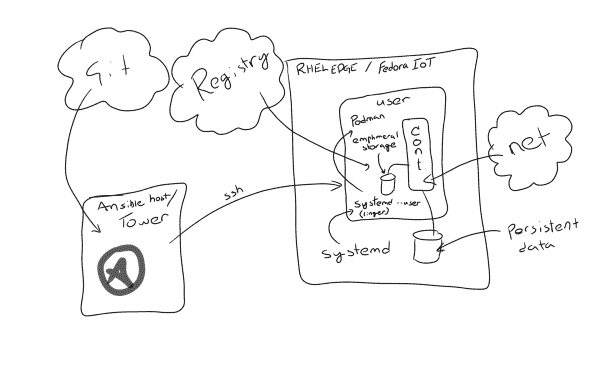 Git
Registry
RHEL EDGE / Fedora IoT
user
Podman
emphmeral
storage
Cont.
net
systemd --user
(linger)
Ansible host/
Tower
ssh
systemd
Persistent
data
A